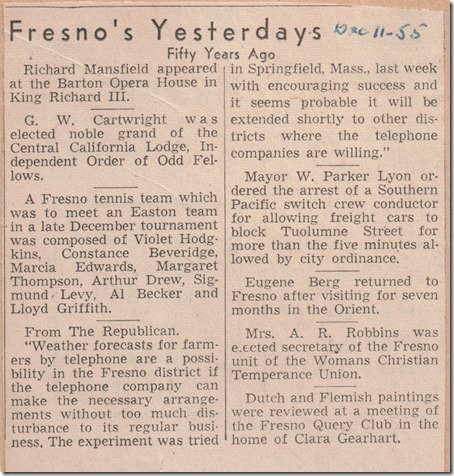 Fresno's Yesterdays Dec-11-55
Fifty Years Ago
Richard Mansfield appeared
at the Barton Opera House in
King Richard III.
G. W. Cartwright was
elected noble grand of the
Central California Lodge, In-
dependent Order of Odd Fel-
lows.
A Fresno tennis team which
was to meet an Easton team
in a late December tournament
was composed of Violet Hodg-
kins, Constance Beveridge,
Marcia Edwards, Margaret
Thompson, Arthur Drew, Sig-
mund Levy, Al Becker and
Lloyd Griffith.
From The Republican.
"Weather forecasts for farm-
ers by telephone are a possi-
bility in the Fresno district if
the telephone company can
make the necessary arrange-
ments without too much dis-
turbance to its regular busi-
ness. The experiment was tried
in Springfield, Mass., last week
with encouraging success and
it seems probable it will be
extended shortly to other dis-
tricts where the telephone
companies are willing."
Mayor W. Parker Lyon or-
dered the arrest of a Southern
Pacific switch crew conductor
for allowing freight cars to
block Tuolumne Street for
more than the five minutes al-
lowed by city ordinance.
Eugene Berg returned to
Fresno after visiting for seven
months in the Orient.
Mrs. A. R. Robbins was
elected secretary of the Fresno
unit of the Womans Christian
Temperance Union.
Dutch and Flemish paintings
were reviewed at a meeting of
the Fresno Query Club in the
home of Clara Gearhart.